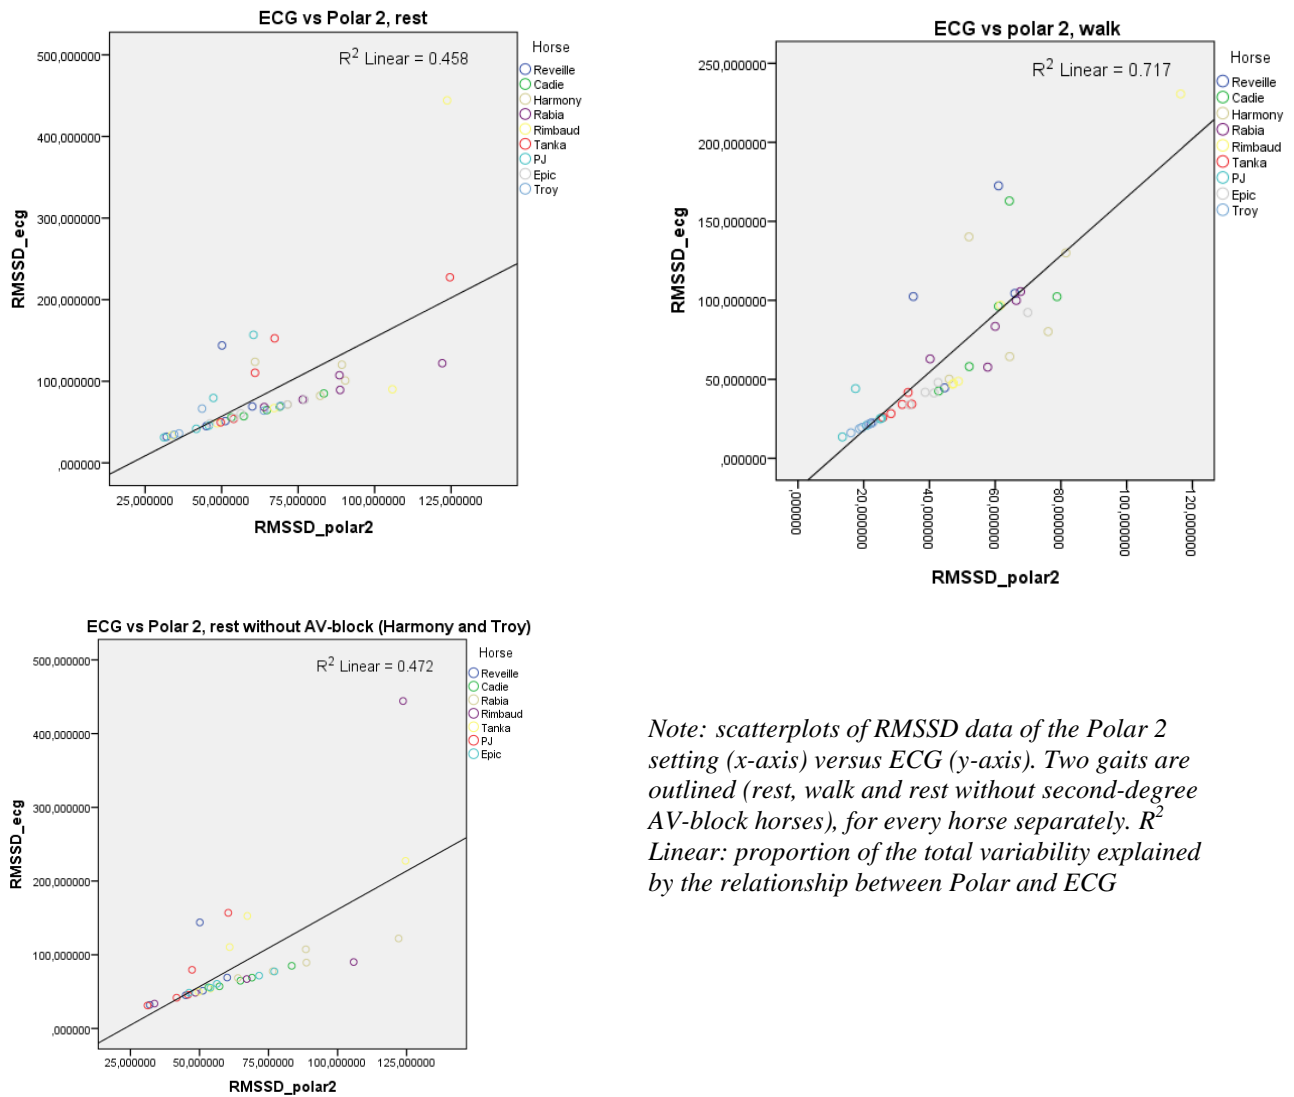 ECG vs Polar 2, rest
R² Linear = 0.458
Horse
Reveille
Cadie
Harmony
Rabia
Rimbaud
Tanka
PJ
Epic
Troy
500,000000
400,000000
300,000000
200,000000
100,000000
,000000
RMSSD_ecg
25,000000 50,000000 75,000000 100,000000 125,000000
RMSSD_polar2
ECG vs polar 2, walk
R² Linear = 0.717
Horse
Reveille
Cadie
Harmony
Rabia
Rimbaud
Tanka
PJ
Epic
Troy
250,000000
200,000000
150,000000
100,000000
50,000000
,000000
RMSSD_ecg
,000000 20,000000 40,000000 60,000000 80,000000 100,000000 120,000000
RMSSD_polar2
ECG vs Polar 2, rest without AV-block (Harmony and Troy)
R² Linear = 0.472
Horse
Reveille
Cadie
Rabia
Rimbaud
Tanka
PJ
Epic
500,000000
400,000000
300,000000
200,000000
100,000000
,000000
RMSSD_ecg
25,000000 50,000000 75,000000 100,000000 125,000000
RMSSD_polar2
Note: scatterplots of RMSSD data of the Polar 2
setting (x-axis) versus ECG (y-axis). Two gaits are
outlined (rest, walk and rest without second-degree
AV-block horses), for every horse separately. R²
Linear: proportion of the total variability explained
by the relationship between Polar and ECG